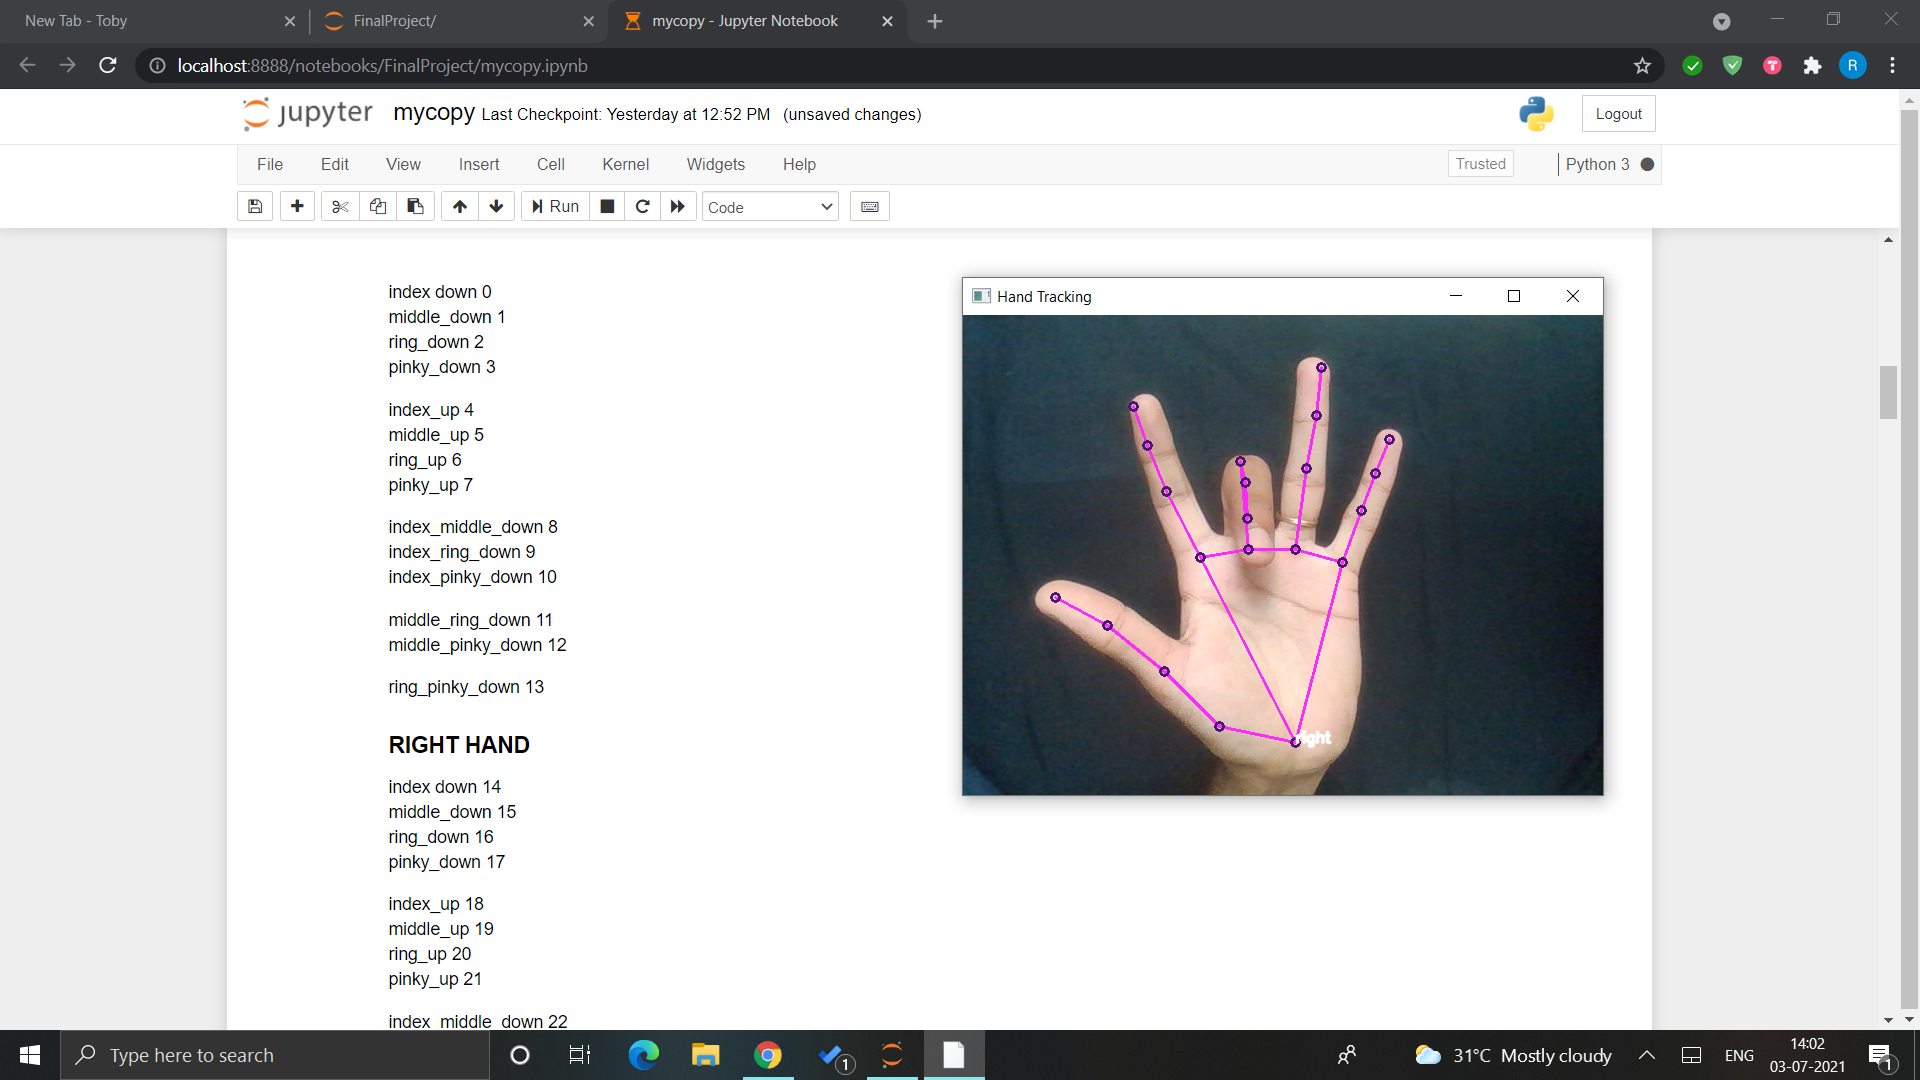 New Tab - Toby
FinalProject/
mycopy - Jupyter Notebook
localhost:8888/notebooks/FinalProject/mycopy.ipynb
R
jupyter
mycopy Last Checkpoint: Yesterday at 12:52 PM (unsaved changes)
Logout
File Edit View Insert Cell Kernel Widgets Help
Trusted
Python 3
Run
Code
index down 0
middle_down 1
ring_down 2
pinky_down 3
index_up 4
middle_up 5
ring_up 6
pinky_up 7
index_middle_down 8
index_ring_down 9
index_pinky_down 10
middle_ring_down 11
middle_pinky_down 12
ring_pinky_down 13
RIGHT HAND
index down 14
middle_down 15
ring_down 16
pinky_down 17
index_up 18
middle_up 19
ring_up 20
pinky_up 21
index_middle_down 22
Hand Tracking
right
Type here to search
1
31°C Mostly cloudy
ENG
14:02
03-07-2021
1